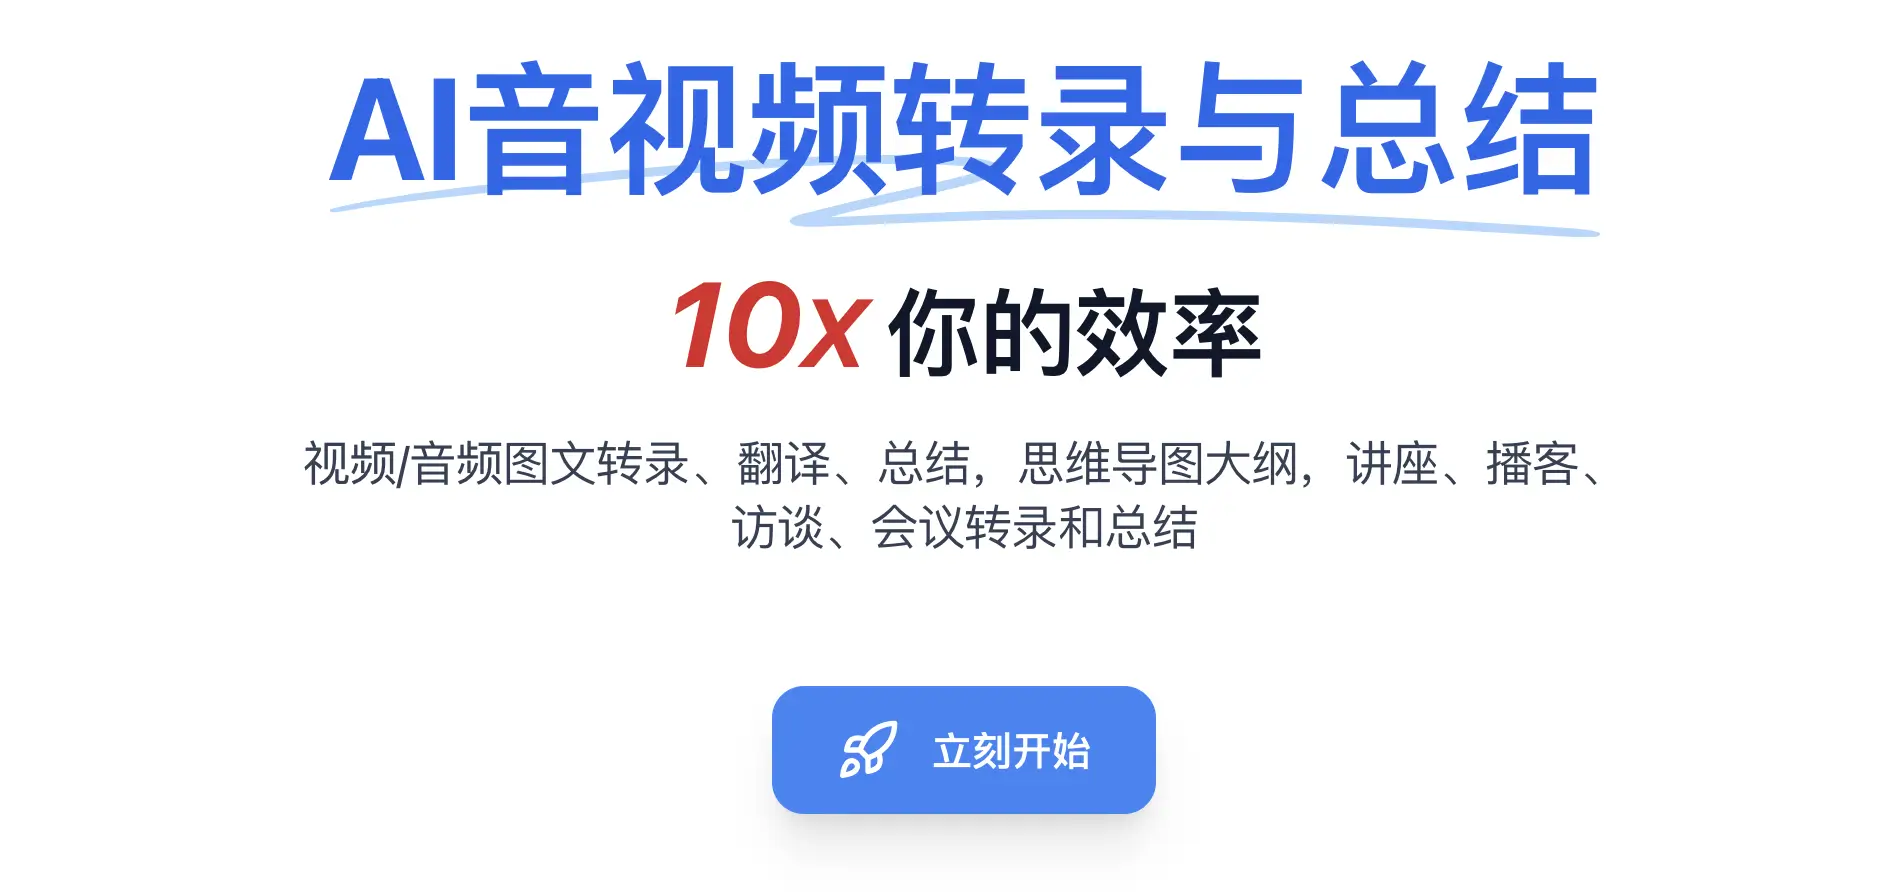 AI音视频转录与总结
10x 你的效率
视频/音频图文转录、翻译、总结，思维导图大纲，讲座、播客、
访谈、会议转录和总结
立刻开始